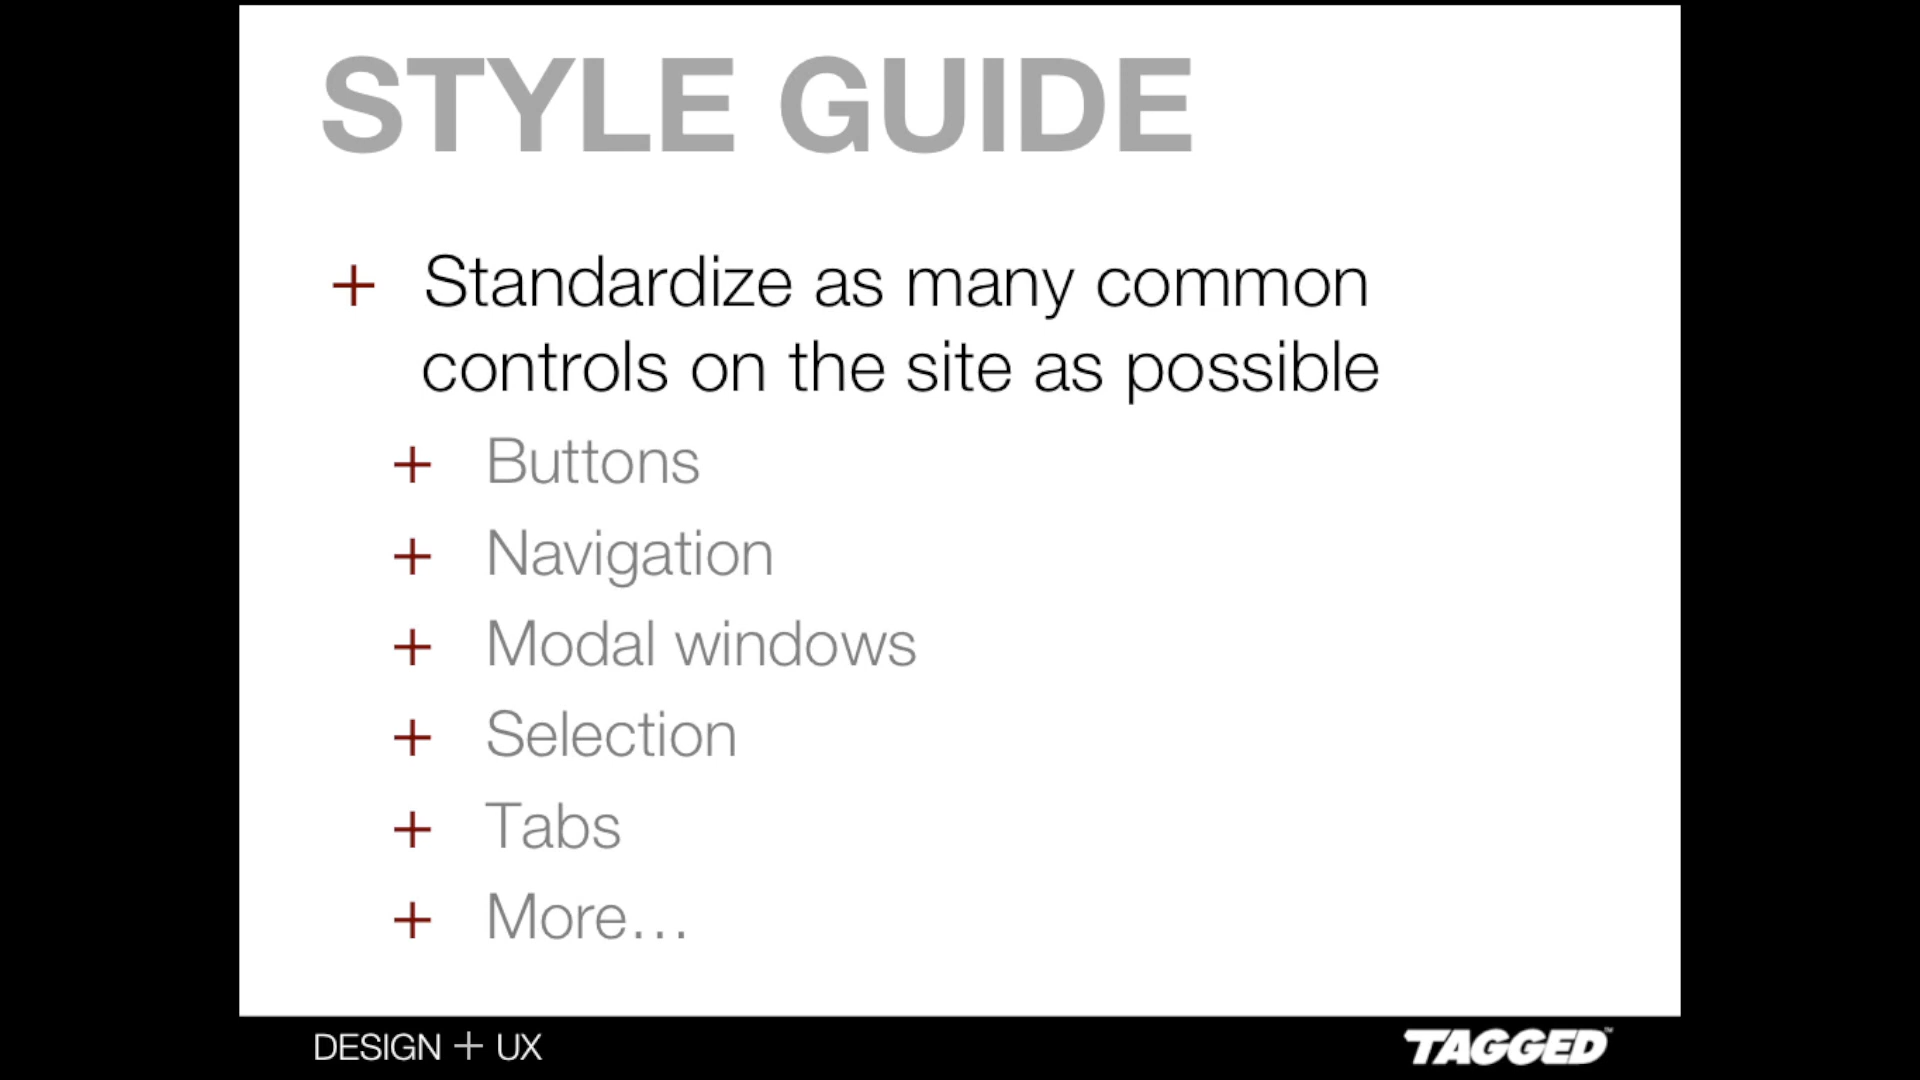 STYLE GUIDE
+ Standardize as many common
controls on the site as possible
+ Buttons
+ Navigation
+ Modal windows
+ Selection
+ Tabs
+ More…
DESIGN + UX
TAGGED™